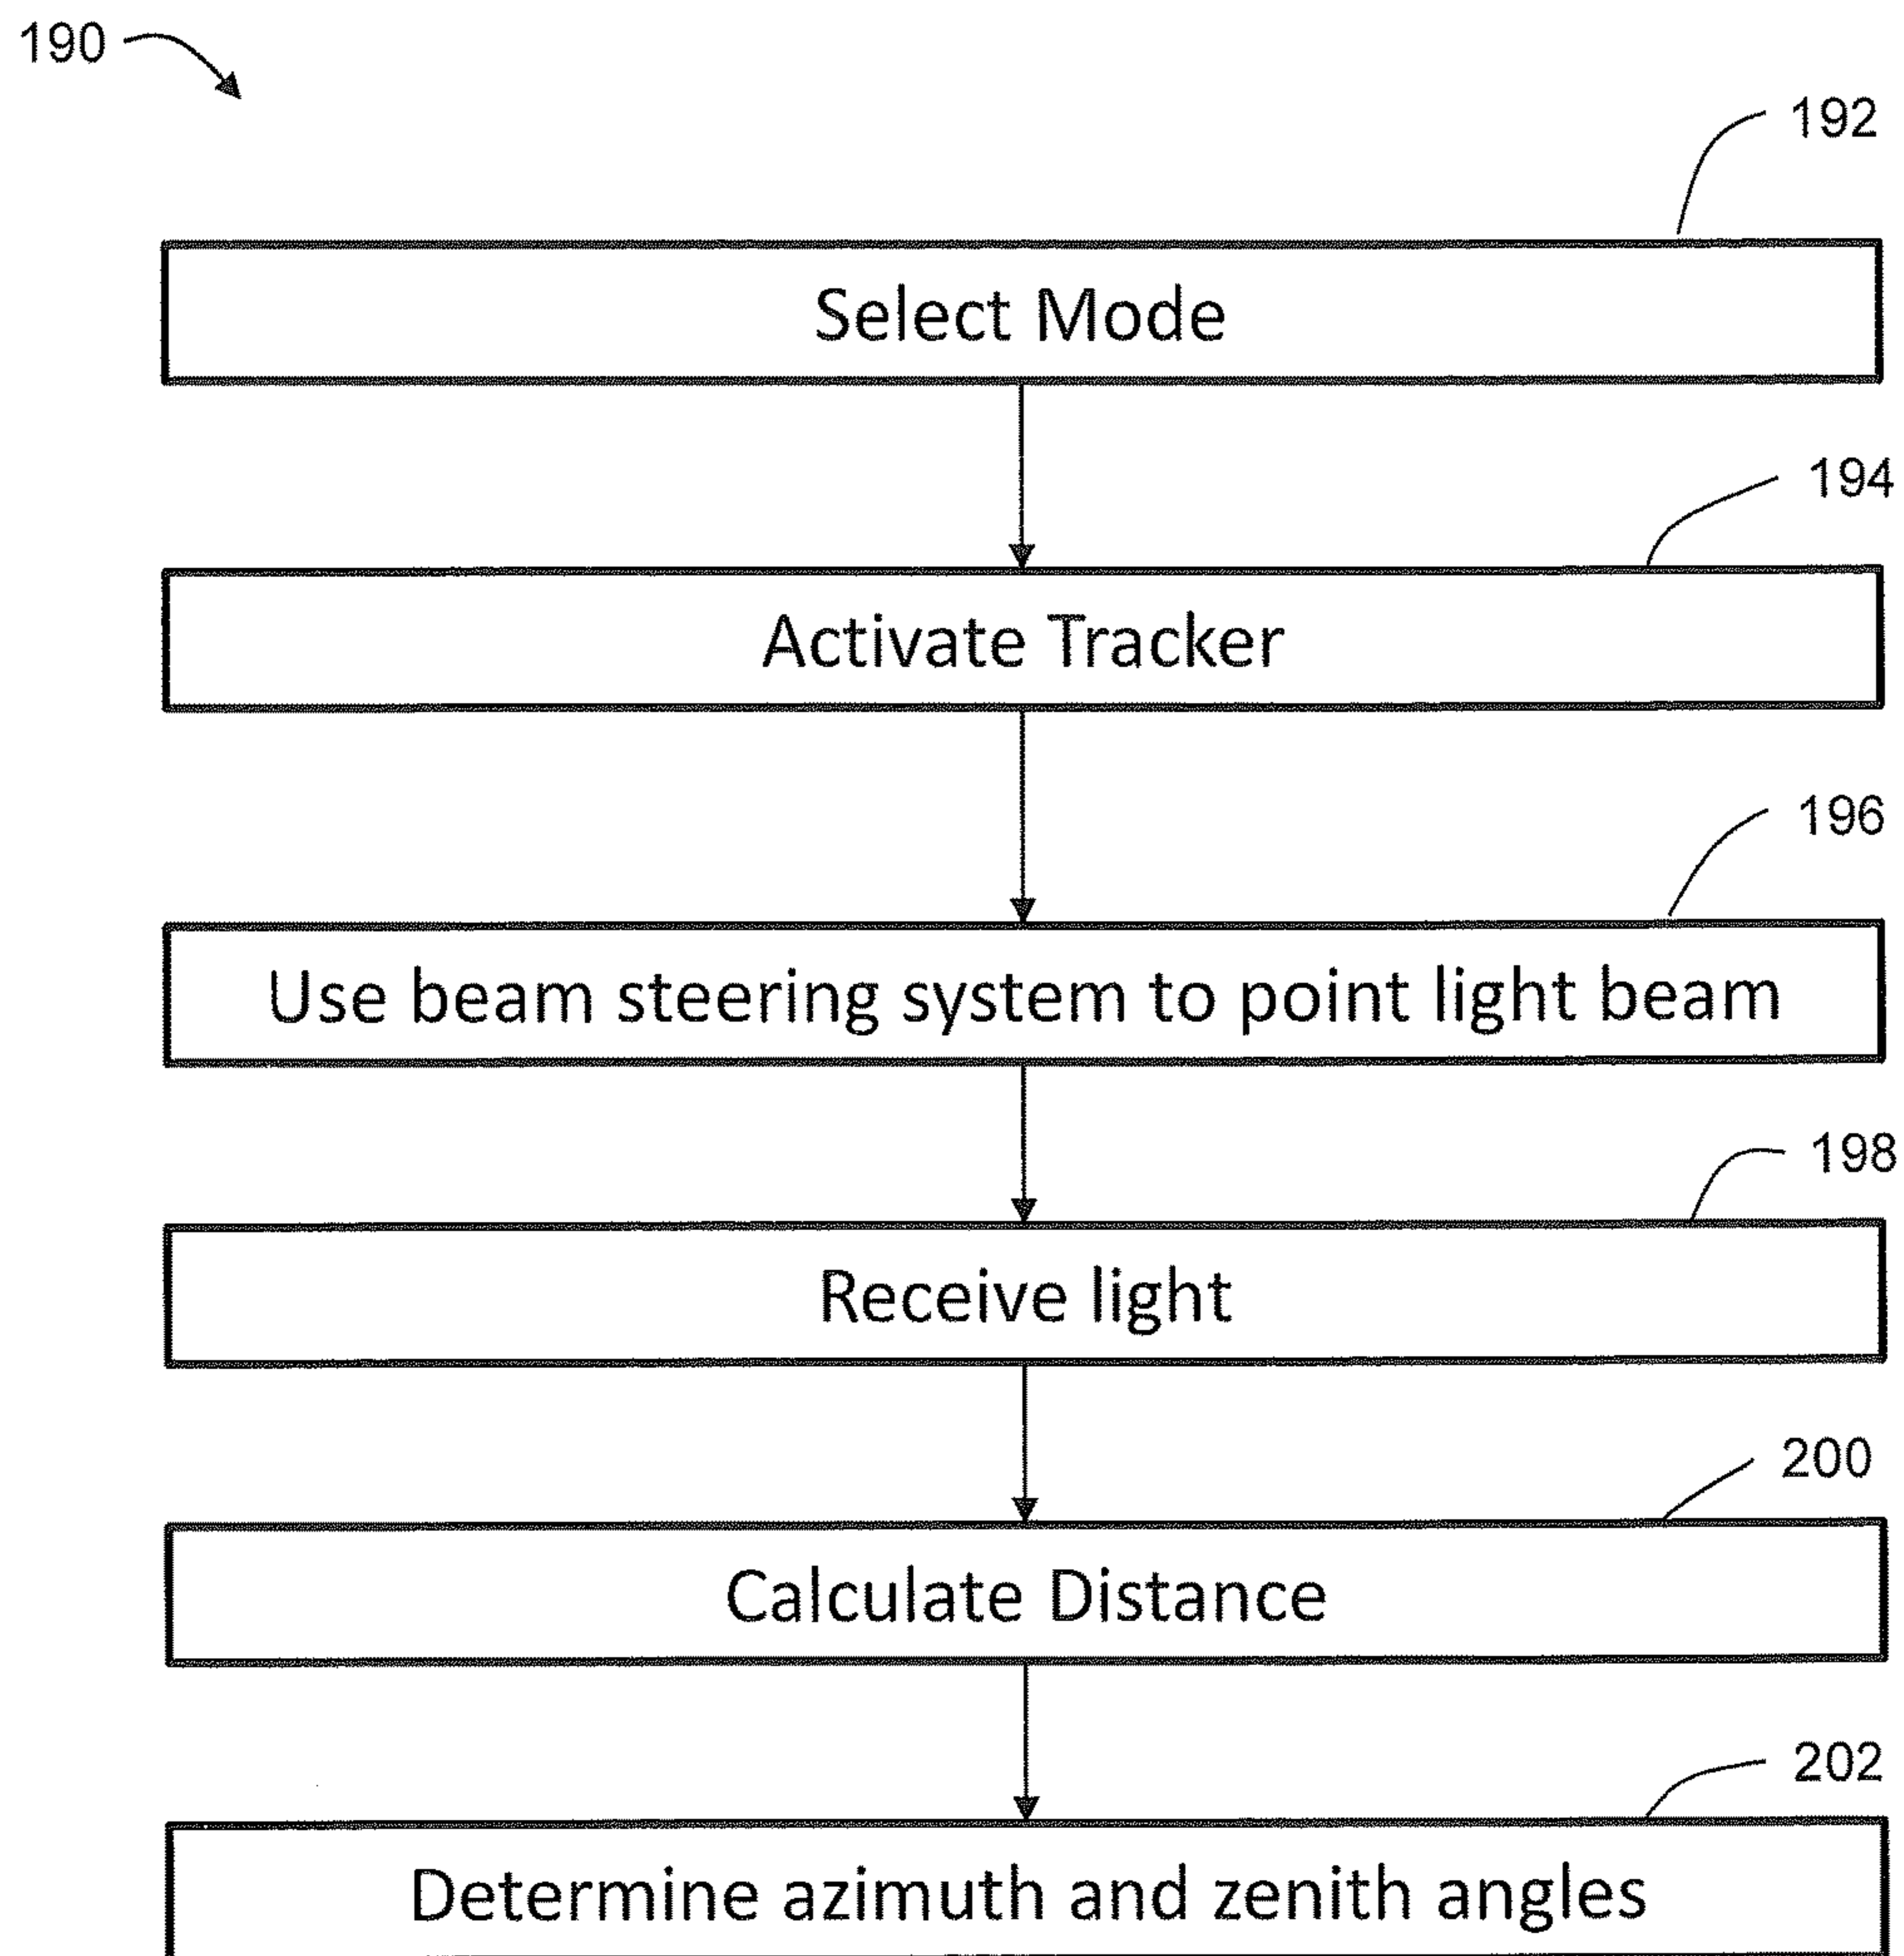 190
192
Select Mode
194
Activate Tracker
196
Use beam steering system to point light beam
198
Receive light
200
Calculate Distance
202
Determine azimuth and zenith angles